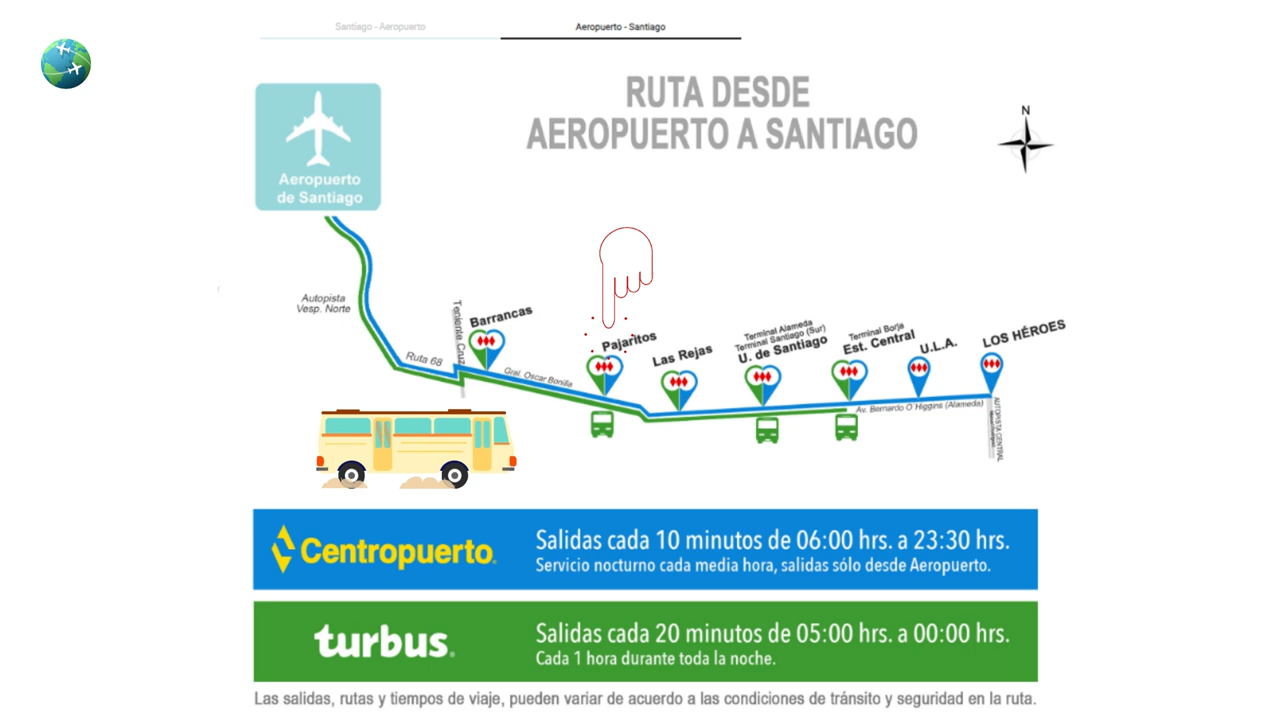 Santiago - Aeropuerto
Aeropuerto - Santiago
RUTA DESDE
AEROPUERTO A SANTIAGO
N
Aeropuerto
de Santiago
Autopista
Vesp. Norte
Ruta 68
Teniente Cruz
Barrancas
Gral. Oscar Bonilla
Pajaritos
Las Rejas
Terminal Alameda
Terminal Santiago (Sur)
U. de Santiago
Terminal Borja
Est. Central
U.L.A.
LOS HÉROES
Av. Bernardo O´Higgins (Alameda)
AUTOPISTA CENTRAL
Centropuerto®
Salidas cada 10 minutos de 06:00 hrs. a 23:30 hrs.
Servicio nocturno cada media hora, salidas sólo desde Aeropuerto.
turbus®
Salidas cada 20 minutos de 05:00 hrs. a 00:00 hrs.
Cada 1 hora durante toda la noche.
Las salidas, rutas y tiempos de viaje, pueden variar de acuerdo a las condiciones de tránsito y seguridad en la ruta.